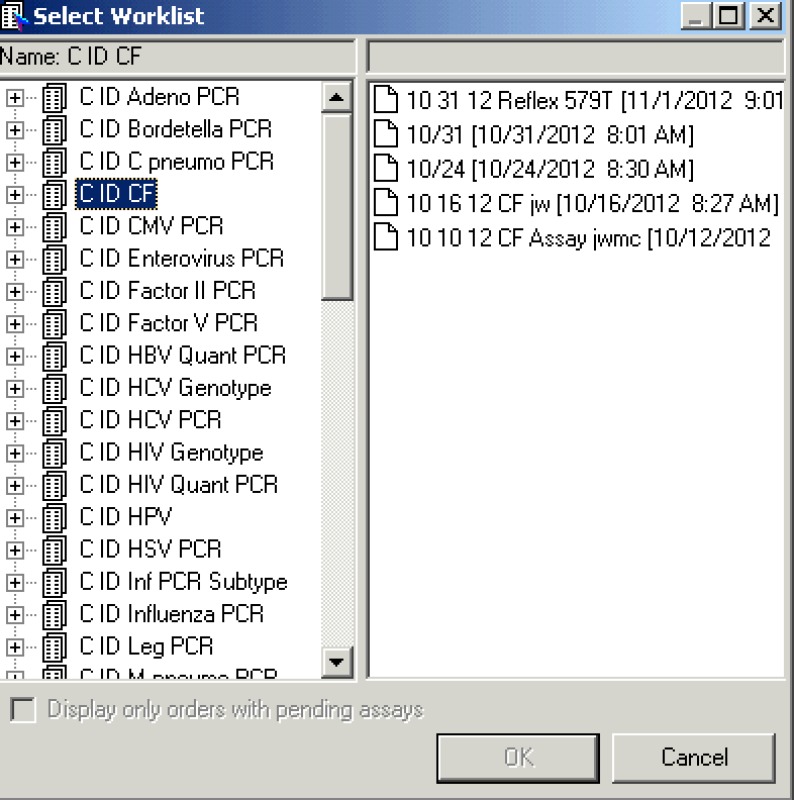 Select Worklist
Name: C ID CF
C ID Adeno PCR
C ID Bordetella PCR
C ID C pneumo PCR
C ID CF
C ID CMV PCR
C ID Enterovirus PCR
C ID Factor II PCR
C ID Factor V PCR
C ID HBV Quant PCR
C ID HCV Genotype
C ID HCV PCR
C ID HIV Genotype
C ID HIV Quant PCR
C ID HPV
C ID HSV PCR
C ID Inf PCR Subtype
C ID Influenza PCR
C ID Leg PCR
C ID M pneumo PCR
10 31 12 Reflex 579T [11/1/2012 9:01
10/31 [10/31/2012 8:01 AM]
10/24 [10/24/2012 8:30 AM]
10 16 12 CF jw [10/16/2012 8:27 AM]
10 10 12 CF Assay jwmc [10/12/2012
Display only orders with pending assays
OK
Cancel